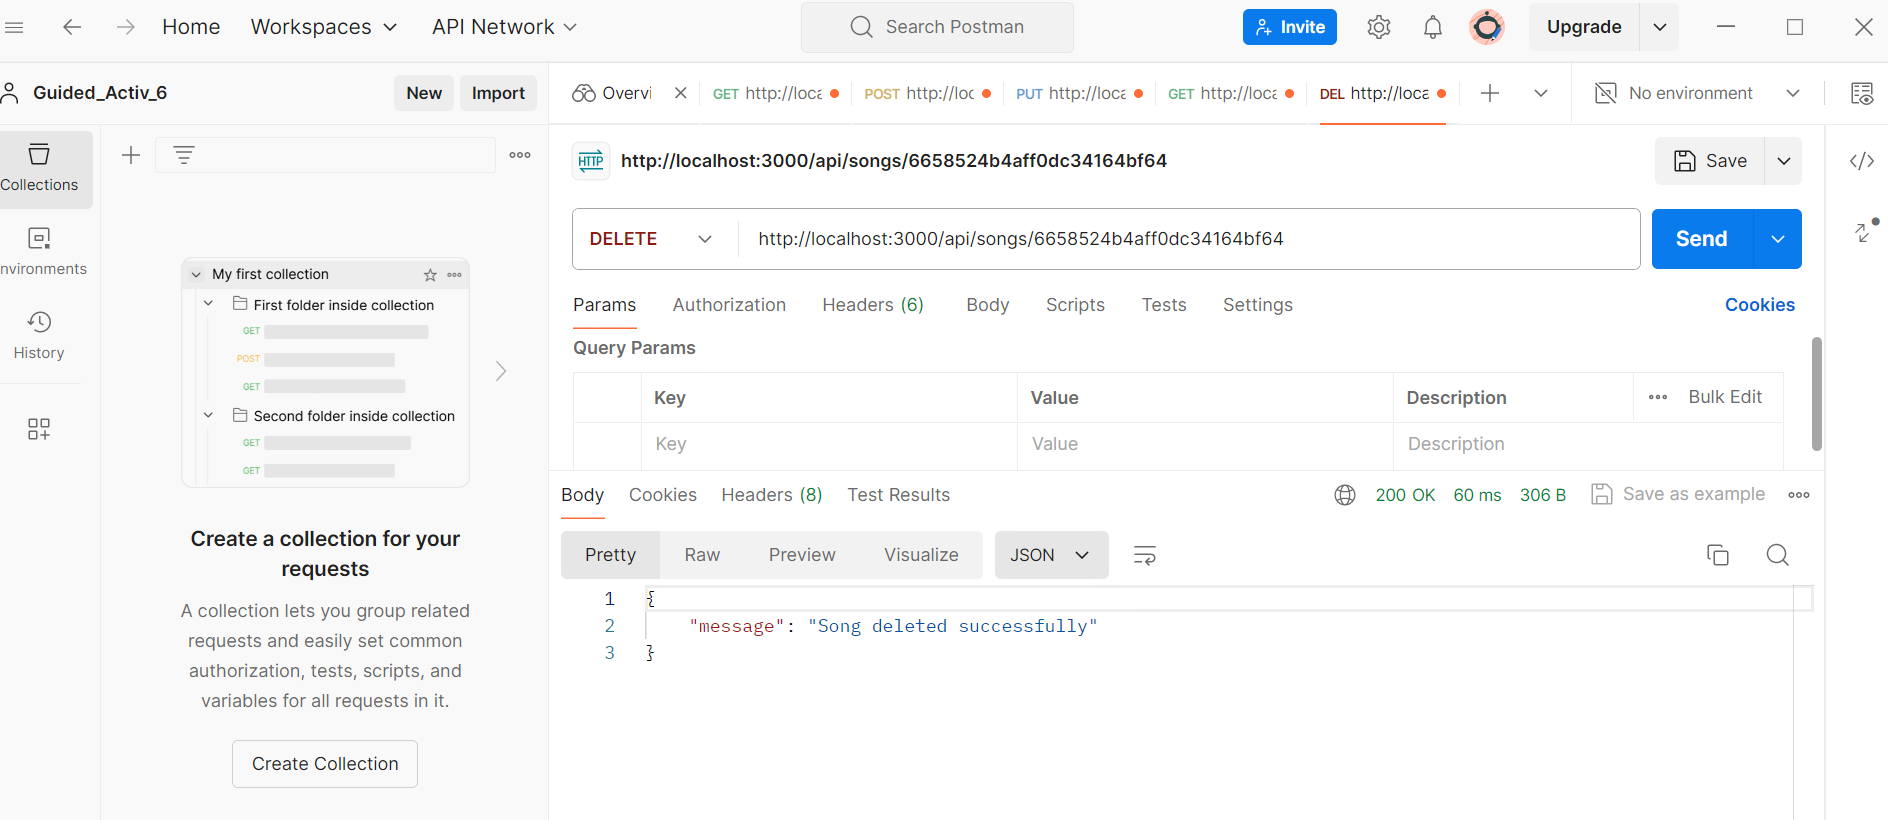 Home Workspaces API Network Search Postman Invite Upgrade
Guided_Activ_6 New Import
Overvi GET http://loca POST http://loc PUT http://loca GET http://loca DEL http://loca No environment
Collections
nvironments
History
My first collection
First folder inside collection
GET
POST
GET
Second folder inside collection
GET
GET
Create a collection for your
requests
A collection lets you group related
requests and easily set common
authorization, tests, scripts, and
variables for all requests in it.
Create Collection
HTTP http://localhost:3000/api/songs/6658524b4aff0dc34164bf64 Save
DELETE http://localhost:3000/api/songs/6658524b4aff0dc34164bf64 Send
Params Authorization Headers (6) Body Scripts Tests Settings Cookies
Query Params
Key Value Description Bulk Edit
Key Value Description
Body Cookies Headers (8) Test Results 200 OK 60 ms 306 B Save as example
Pretty Raw Preview Visualize JSON
1 {
2 "message": "Song deleted successfully"
3 }